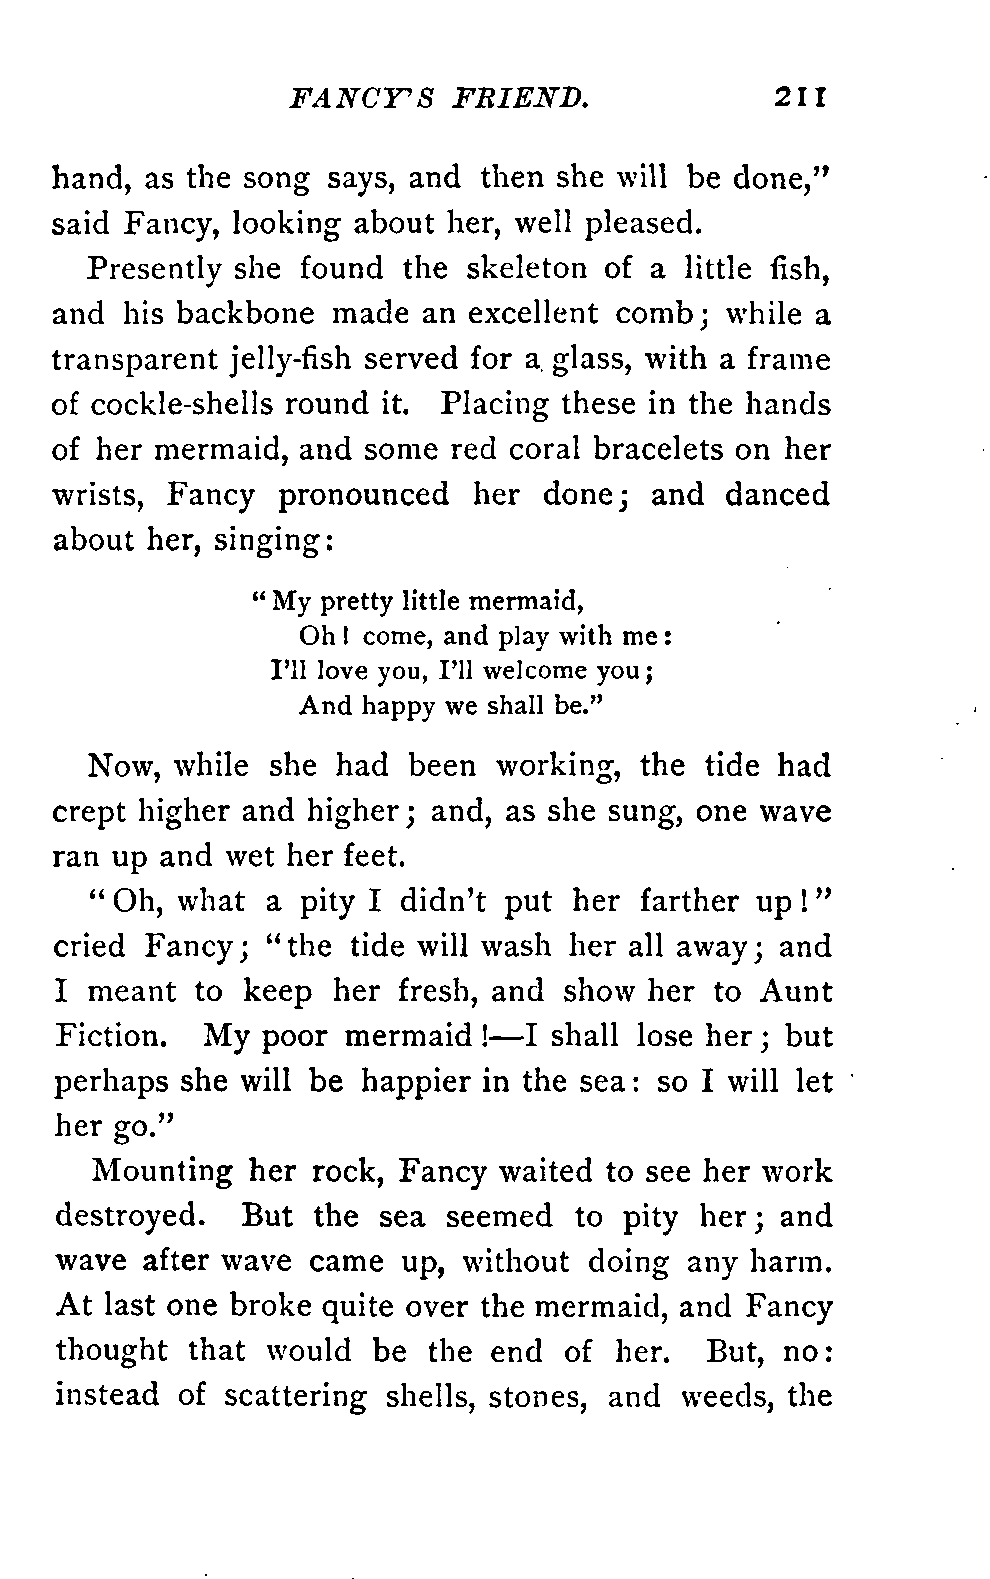 FANCY'S FRIEND. 211
hand, as the song says, and then she will be done,"
said Fancy, looking about her, well pleased.
Presently she found the skeleton of a little fish,
and his backbone made an excellent comb; while a
transparent jelly-fish served for a glass, with a frame
of cockle-shells round it. Placing these in the hands
of her mermaid, and some red coral bracelets on her
wrists, Fancy pronounced her done; and danced
about her, singing:
"My pretty little mermaid,
Oh! come, and play with me:
I'll love you, I'll welcome you;
And happy we shall be."
Now, while she had been working, the tide had
crept higher and higher; and, as she sung, one wave
ran up and wet her feet.
"Oh, what a pity I didn't put her farther up!"
cried Fancy; "the tide will wash her all away; and
I meant to keep her fresh, and show her to Aunt
Fiction. My poor mermaid!—I shall lose her; but
perhaps she will be happier in the sea: so I will let
her go."
Mounting her rock, Fancy waited to see her work
destroyed. But the sea seemed to pity her; and
wave after wave came up, without doing any harm.
At last one broke quite over the mermaid, and Fancy
thought that would be the end of her. But, no:
instead of scattering shells, stones, and weeds, the